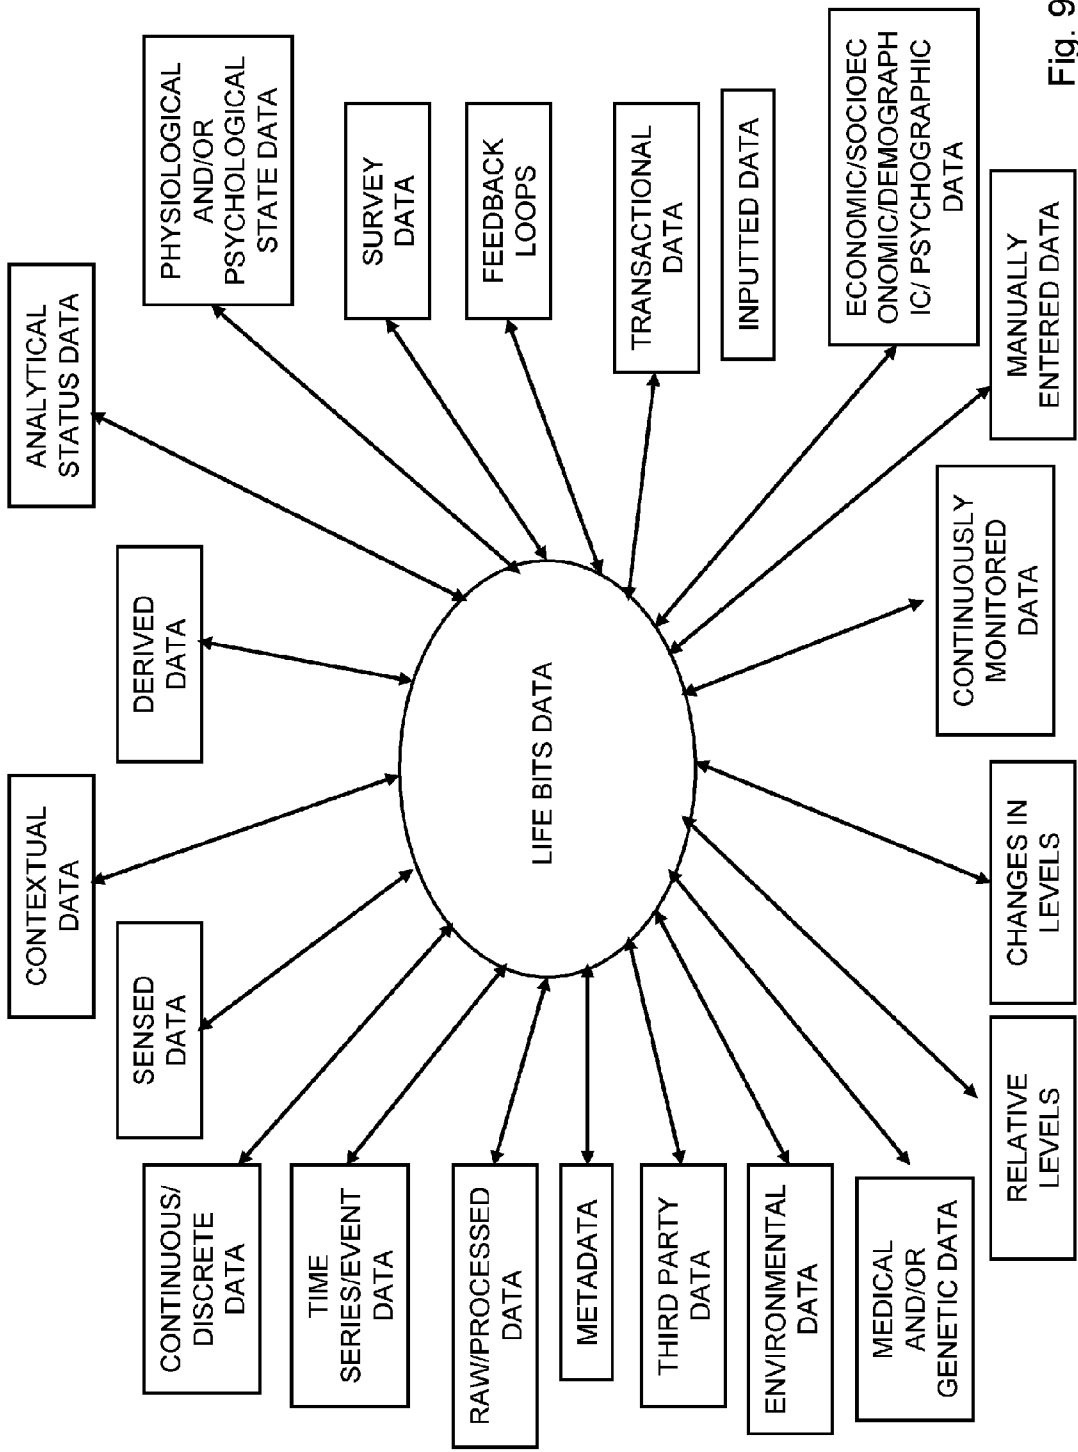 CONTEXTUAL
DATA
ANALYTICAL
STATUS DATA
SENSED
DATA
DERIVED
DATA
CONTINUOUS/
DISCRETE
DATA
PHYSIOLOGICAL
AND/OR
PSYCHOLOGICAL
STATE DATA
TIME
SERIES/EVENT
DATA
SURVEY
DATA
RAW/PROCESSED
DATA
FEEDBACK
LOOPS
LIFE BITS DATA
METADATA
TRANSACTIONAL
DATA
THIRD PARTY
DATA
INPUTTED DATA
ENVIRONMENTAL
DATA
ECONOMIC/SOCIOEC
ONOMIC/DEMOGRAPH
IC/ PSYCHOGRAPHIC
DATA
MEDICAL
AND/OR
GENETIC DATA
CONTINUOUSLY
MONITORED
DATA
RELATIVE
LEVELS
CHANGES IN
LEVELS
MANUALLY
ENTERED DATA
Fig. 9